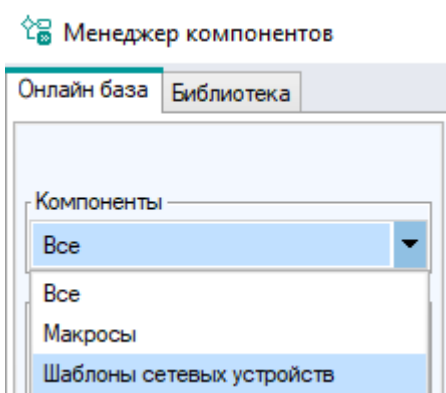 Менеджер компонентов
Онлайн база Библиотека
Компоненты
Все
Все
Макросы
Шаблоны сетевых устройств